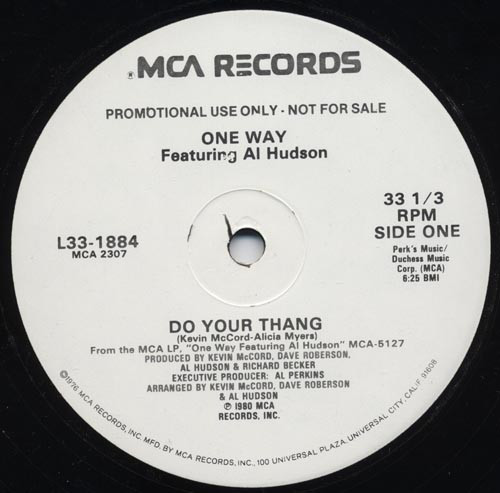 MCA RECORDS
PROMOTIONAL USE ONLY - NOT FOR SALE
ONE WAY
Featuring Al Hudson
L33-1884
MCA 2307
33 1/3
RPM
SIDE ONE
Perk's Music/
Duchess Music
Corp. (MCA)
6:25 BMI
DO YOUR THANG
(Kevin McCord-Alicia Myers)
From the MCA LP, "One Way Featuring Al Hudson" MCA-5127
PRODUCED BY KEVIN McCORD, DAVE ROBERSON,
AL HUDSON & RICHARD BECKER
EXECUTIVE PRODUCER: AL PERKINS
ARRANGED BY KEVIN McCORD, DAVE ROBERSON
& AL HUDSON
℗ 1980 MCA
RECORDS, INC.
©1976 MCA RECORDS, INC. MFD. BY MCA RECORDS, INC., 100 UNIVERSAL PLAZA, UNIVERSAL CITY, CALIF. 91608